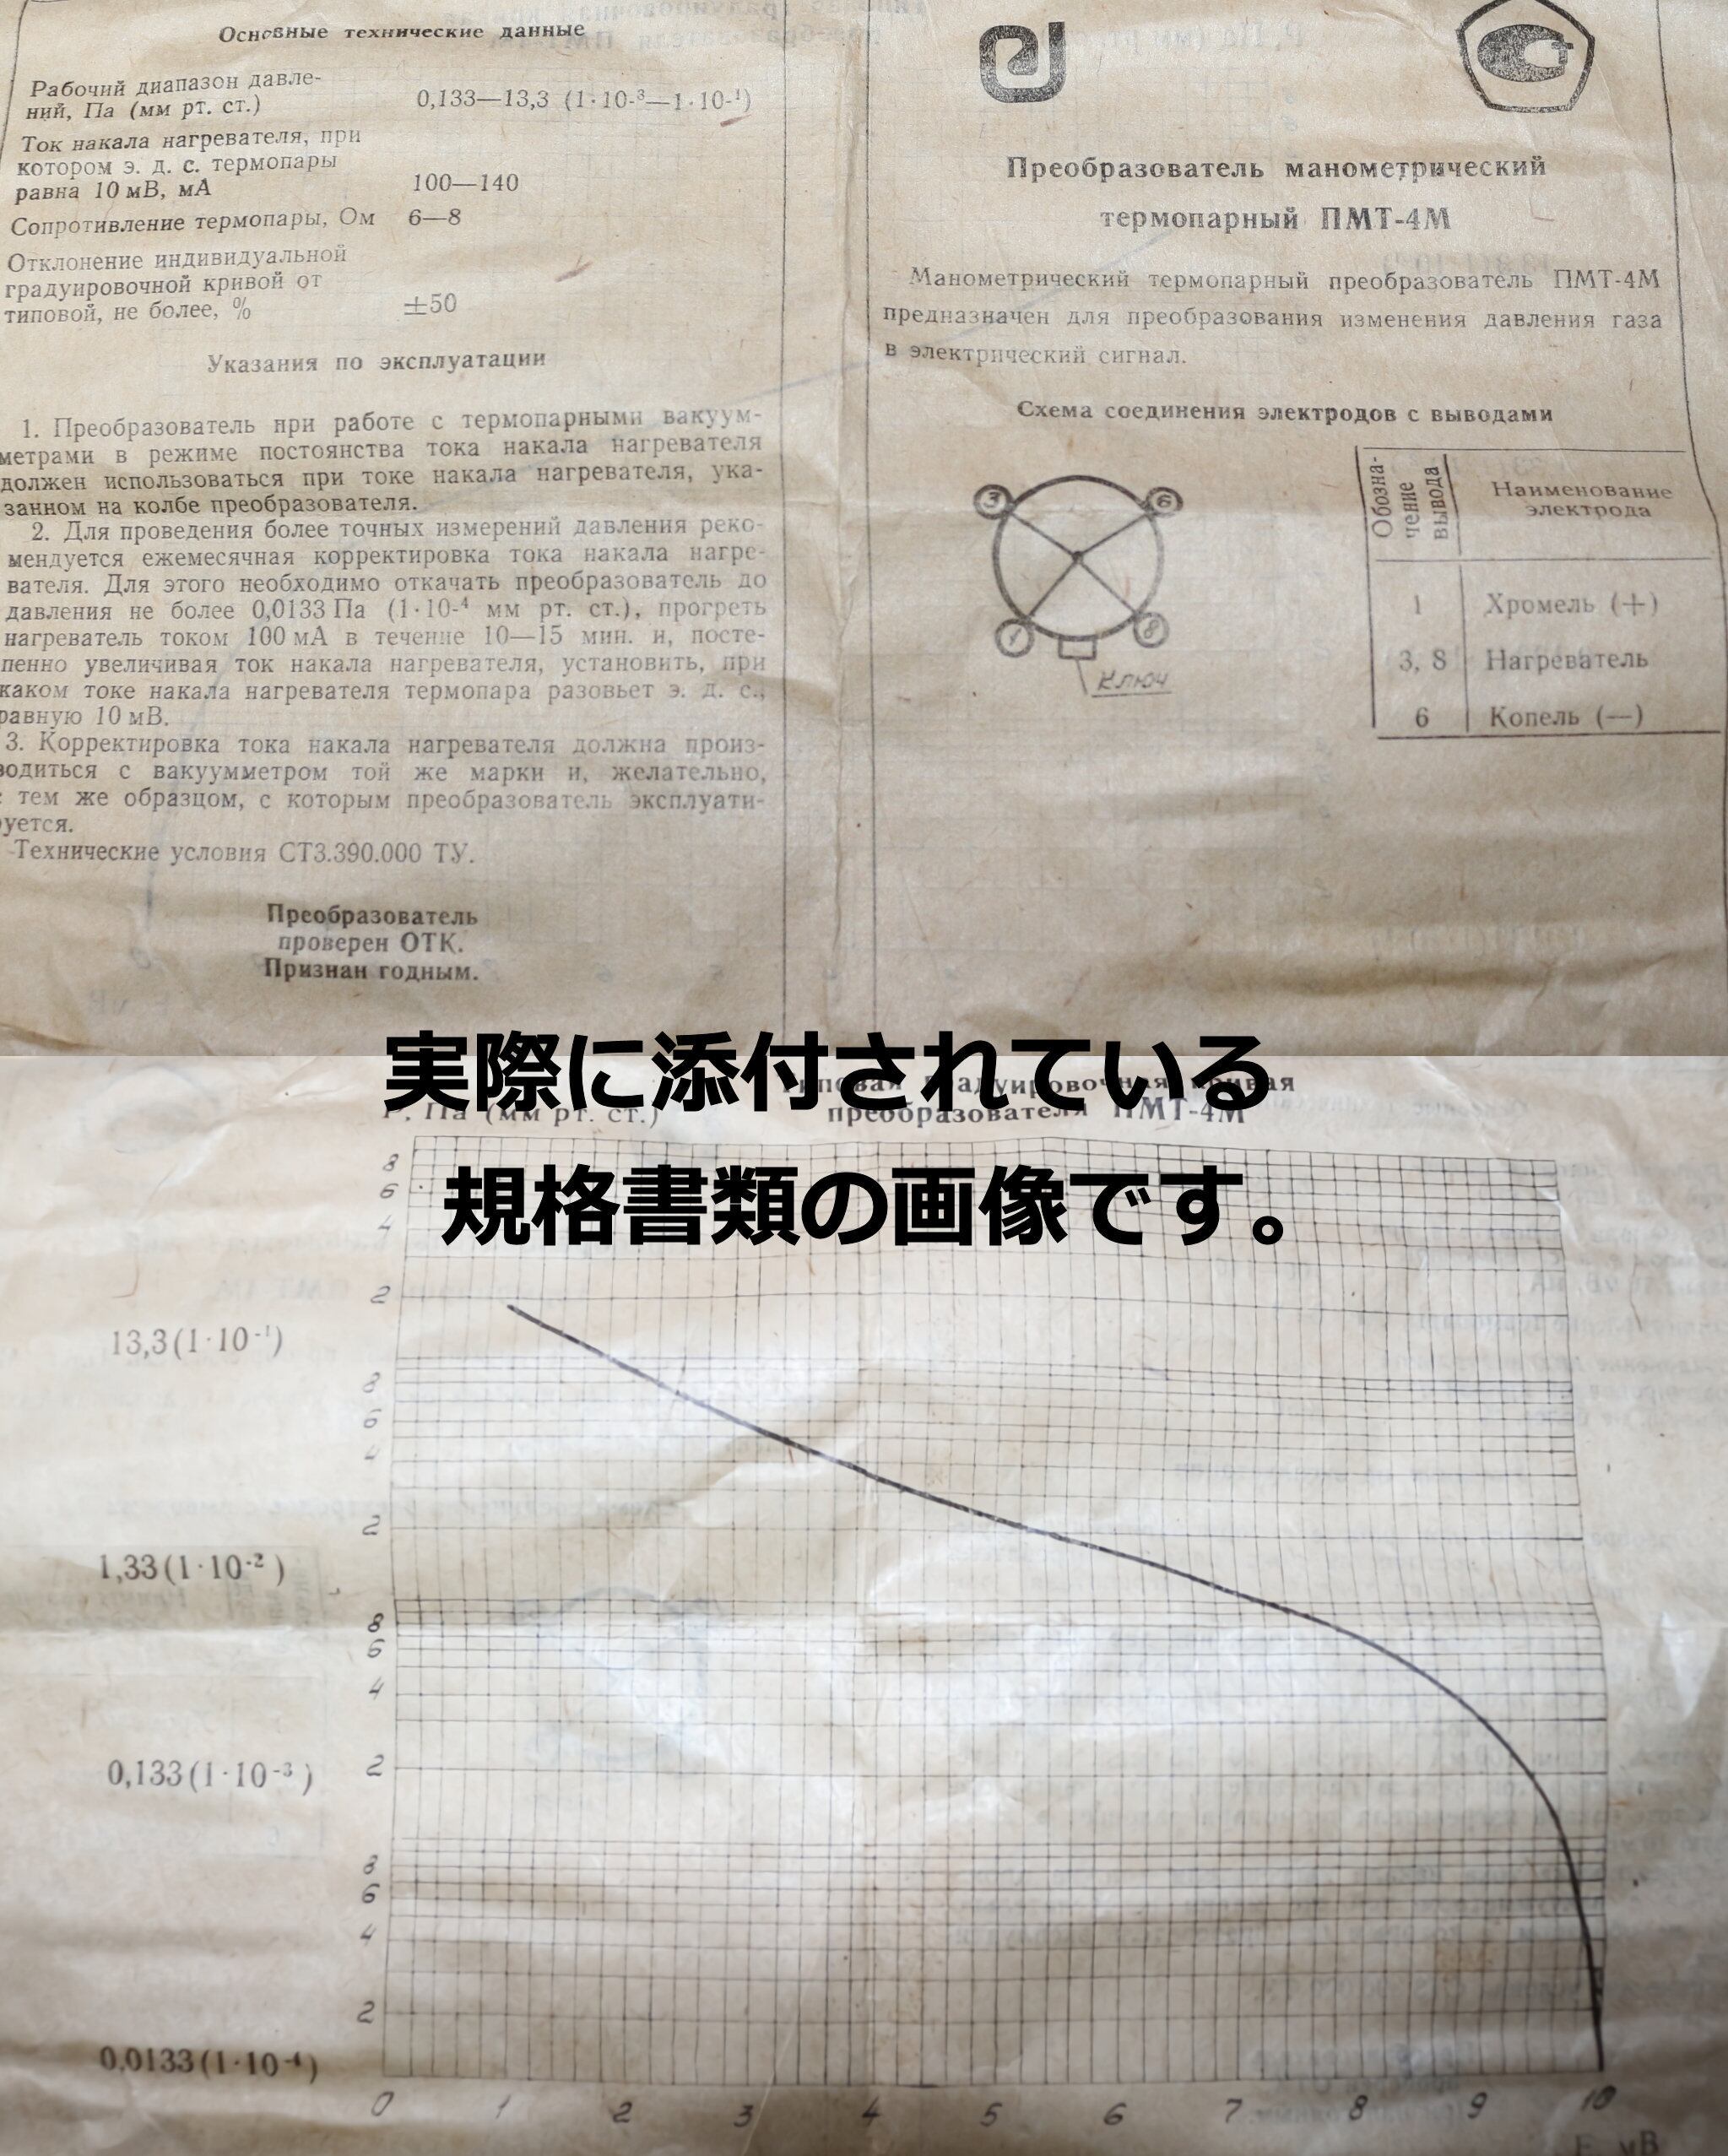 Основные технические данные
Рабочий диапазон давле-
ний, Па (мм рт. ст.) 0,133—13,3 (1·10-³—1·10-¹)
Ток накала нагревателя, при
котором э. д. с. термопары
равна 10 мВ, мА 100—140
Сопротивление термопары, Ом 6—8
Отклонение индивидуальной
градуировочной кривой от
типовой, не более, % ±50
Указания по эксплуатации
1. Преобразователь при работе с термопарными вакуум-
метрами в режиме постоянства тока накала нагревателя
должен использоваться при токе накала нагревателя, ука-
занном на колбе преобразователя.
2. Для проведения более точных измерений давления реко-
мендуется ежемесячная корректировка тока накала нагре-
вателя. Для этого необходимо откачать преобразователь до
давления не более 0,0133 Па (1·10-⁴ мм рт. ст.), прогреть
нагреватель током 100 мА в течение 10—15 мин. и, посте-
пенно увеличивая ток накала нагревателя, установить, при
каком токе накала нагревателя термопара разовьет э. д. с.,
равную 10 мВ.
3. Корректировка тока накала нагревателя должна произ-
водиться с вакуумметром той же марки и, желательно,
с тем же образцом, с которым преобразователь эксплуати-
руется.
Технические условия СТ3.390.000 ТУ.
Преобразователь
проверен ОТК.
Признан годным.
Преобразователь манометрический
термопарный ПМТ-4М
Манометрический термопарный преобразователь ПМТ-4М
предназначен для преобразования изменения давления газа
в электрический сигнал.
Схема соединения электродов с выводами
3 6
1 8
Ключ
Обозна-
чение
вывода
Наименование
электрода
1 Хромель (+)
3, 8 Нагреватель
6 Копель (—)
実際に添付されている
規格書類の画像です。
Типовая градуировочная кривая
преобразователя ПМТ-4М
Р, Па (мм рт. ст.)
8
6
4
2
13,3(1·10-¹)
8
6
4
2
1,33(1·10-²)
8
6
4
2
0,133(1·10-³)
8
6
4
2
0,0133(1·10-⁴)
0 1 2 3 4 5 6 7 8 9 10
Е, мВ